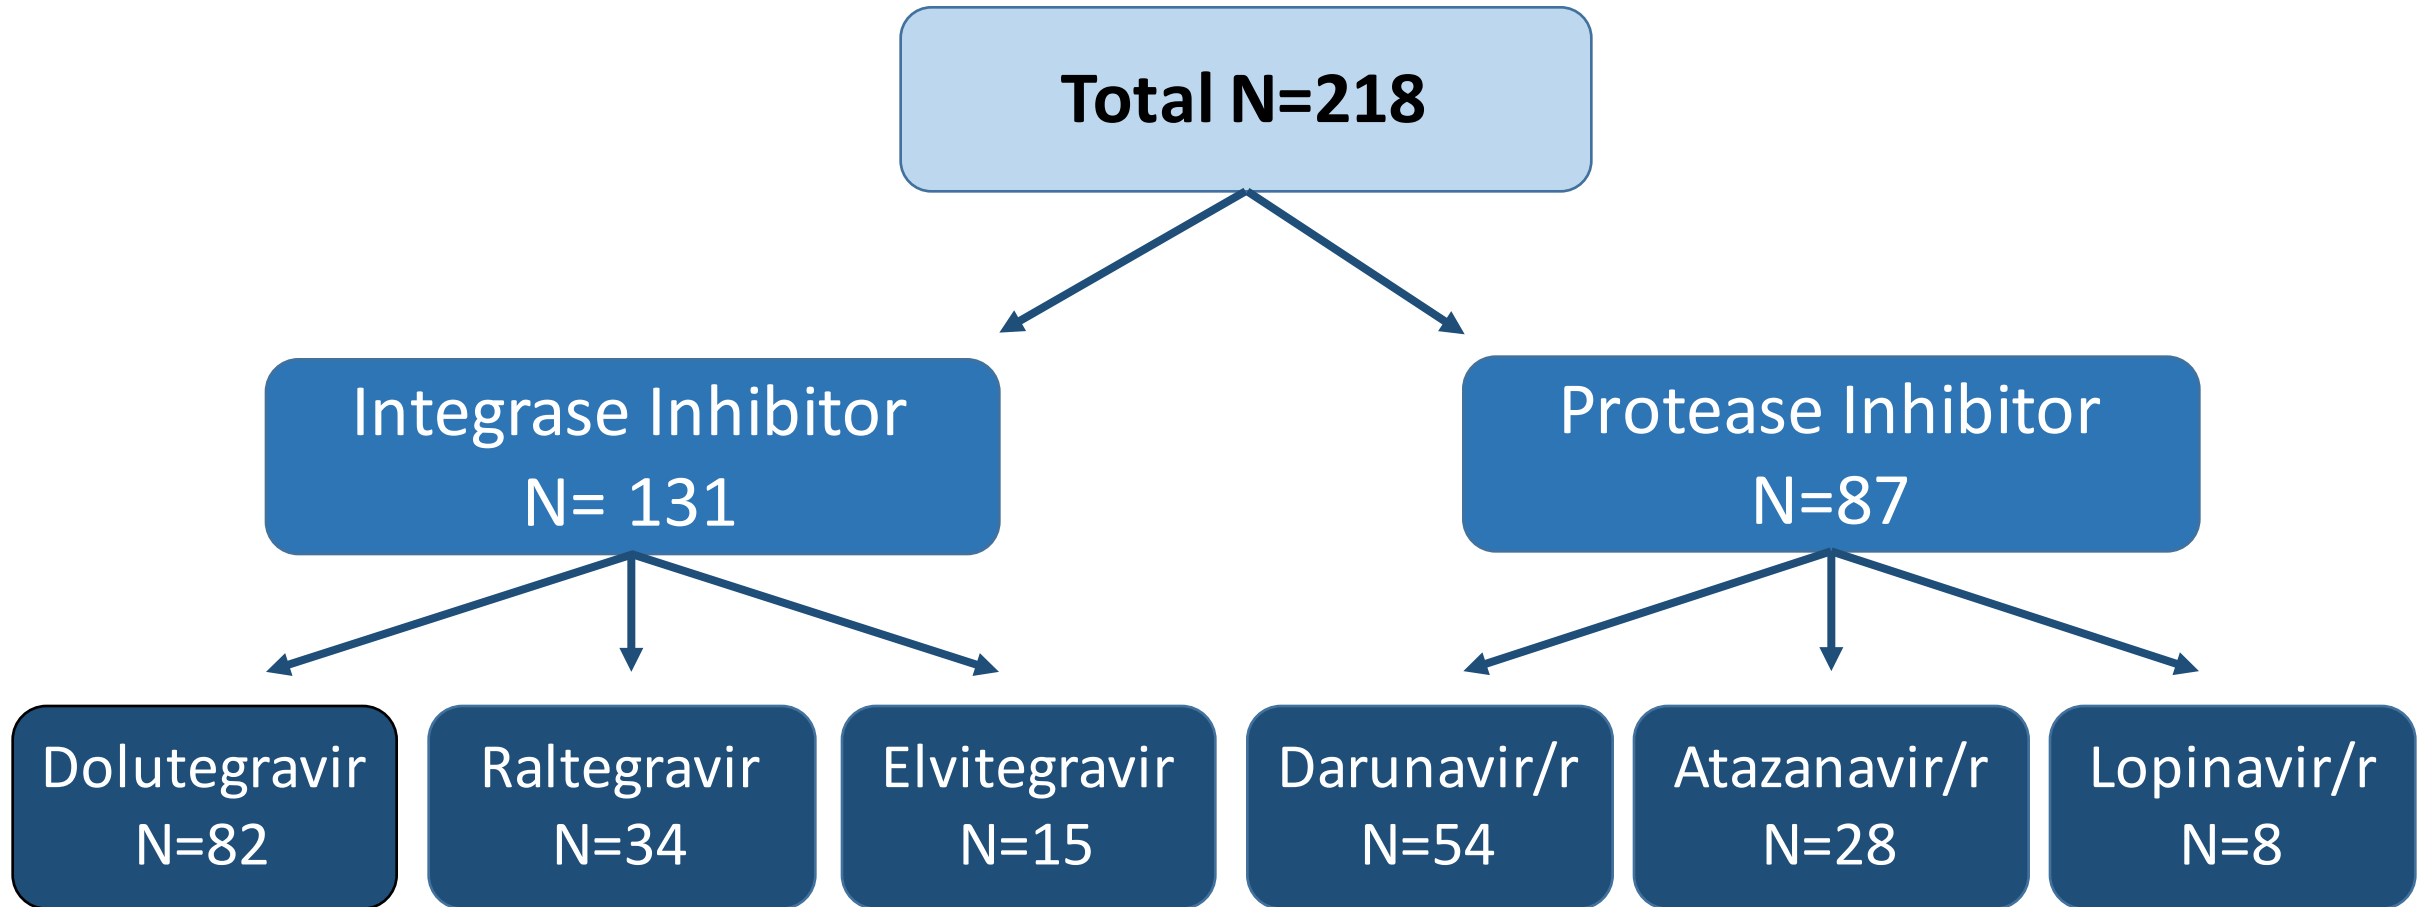 Total N=218
Integrase Inhibitor
N= 131
Protease Inhibitor
N=87
Dolutegravir
N=82
Raltegravir
N=34
Elvitegravir
N=15
Darunavir/r
N=54
Atazanavir/r
N=28
Lopinavir/r
N=8